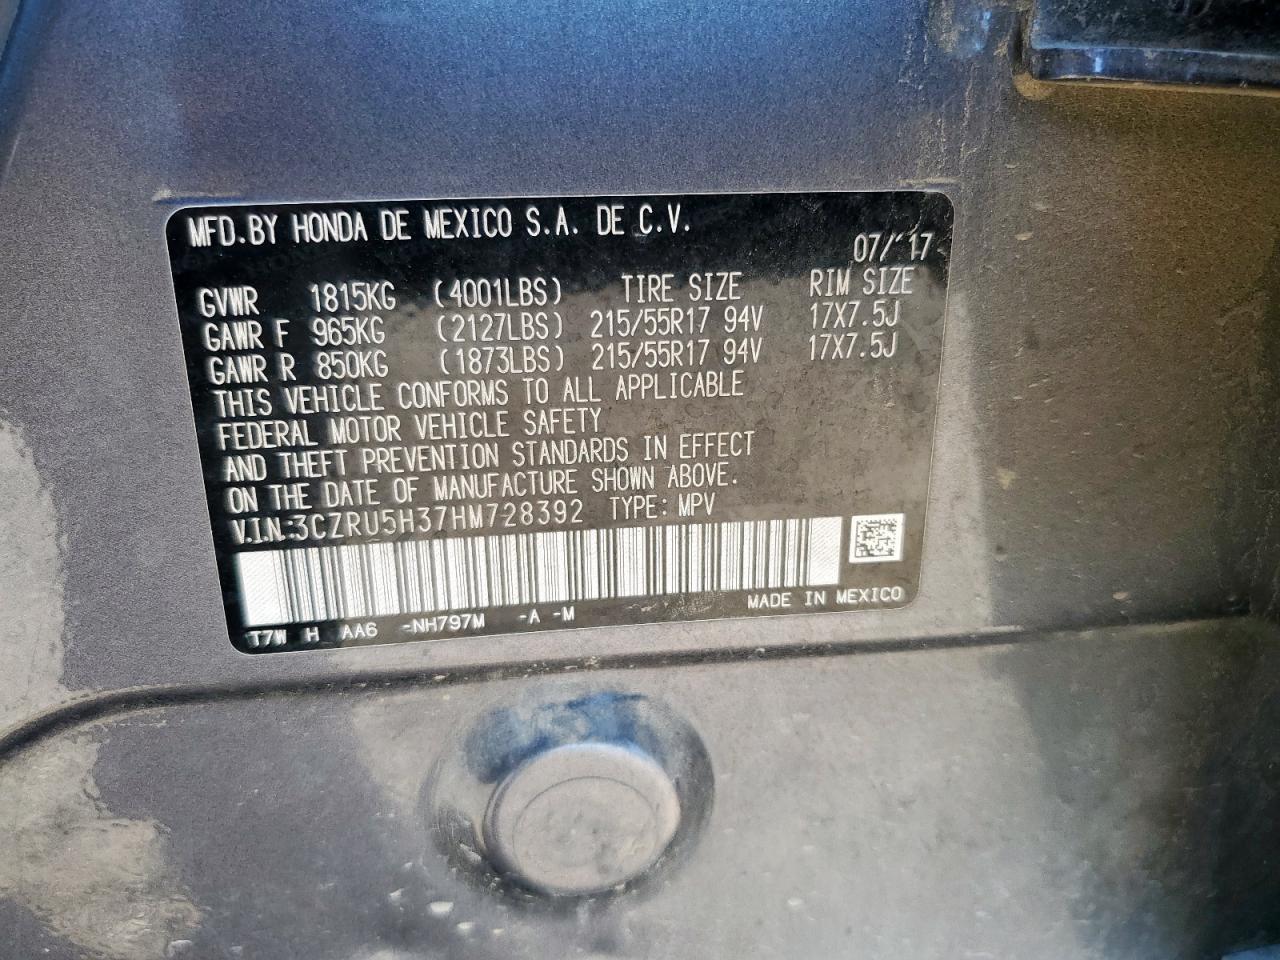 MFD.BY HONDA DE MEXICO S.A. DE C.V.
07/'17
GVWR 1815KG (4001LBS) TIRE SIZE RIM SIZE
GAWR F 965KG (2127LBS) 215/55R17 94V 17X7.5J
GAWR R 850KG (1873LBS) 215/55R17 94V 17X7.5J
THIS VEHICLE CONFORMS TO ALL APPLICABLE
FEDERAL MOTOR VEHICLE SAFETY
AND THEFT PREVENTION STANDARDS IN EFFECT
ON THE DATE OF MANUFACTURE SHOWN ABOVE.
V.I.N:3CZRU5H37HM728392 TYPE: MPV
MADE IN MEXICO
T7W H AA6 -NH797M -A -M